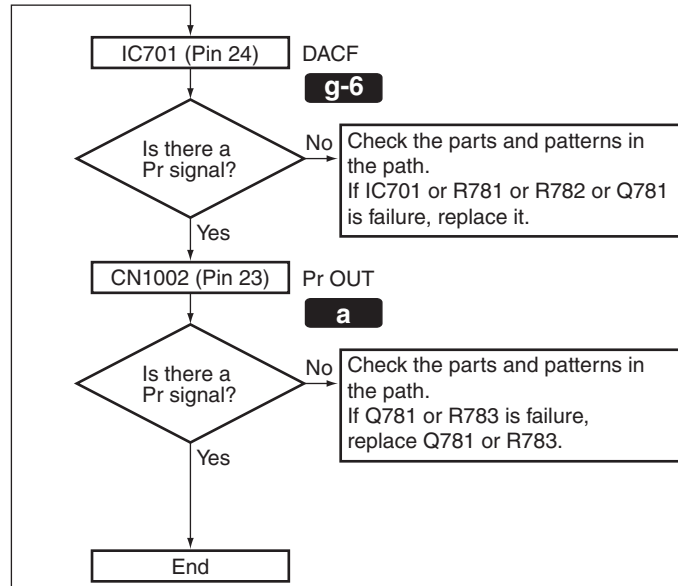 IC701 (Pin 24)
DACF
g-6
Is there a
Pr signal?
No
Check the parts and patterns in
the path.
If IC701 or R781 or R782 or Q781
is failure, replace it.
Yes
CN1002 (Pin 23)
Pr OUT
a
Is there a
Pr signal?
No
Check the parts and patterns in
the path.
If Q781 or R783 is failure,
replace Q781 or R783.
Yes
End